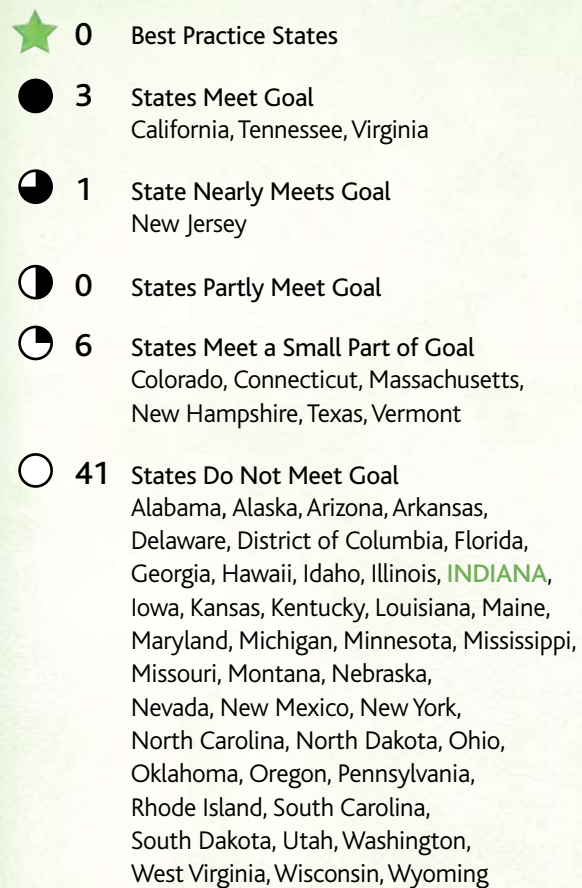 0 Best Practice States
3 States Meet Goal
California, Tennessee, Virginia
1 State Nearly Meets Goal
New Jersey
0 States Partly Meet Goal
6 States Meet a Small Part of Goal
Colorado, Connecticut, Massachusetts,
New Hampshire, Texas, Vermont
41 States Do Not Meet Goal
Alabama, Alaska, Arizona, Arkansas,
Delaware, District of Columbia, Florida,
Georgia, Hawaii, Idaho, Illinois, INDIANA,
Iowa, Kansas, Kentucky, Louisiana, Maine,
Maryland, Michigan, Minnesota, Mississippi,
Missouri, Montana, Nebraska,
Nevada, New Mexico, New York,
North Carolina, North Dakota, Ohio,
Oklahoma, Oregon, Pennsylvania,
Rhode Island, South Carolina,
South Dakota, Utah, Washington,
West Virginia, Wisconsin, Wyoming